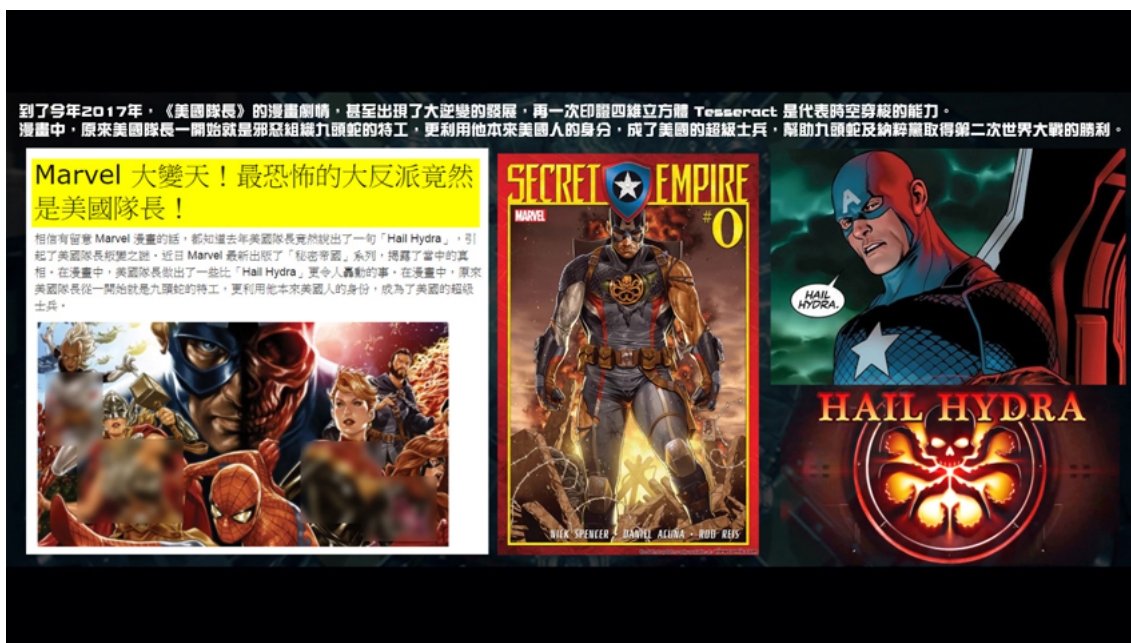 到了今年2017年，《美國隊長》的漫畫劇情，甚至出現了大逆變的發展，再一次印證四維立方體 Tesseract 是代表時空穿梭的能力。
漫畫中，原來美國隊長一開始就是邪惡組織九頭蛇的特工，更利用他本來美國人的身分，成了美國的超級士兵，幫助九頭蛇及納粹黨取得第二次世界大戰的勝利。
Marvel 大變天！最恐怖的大反派竟然
是美國隊長！
相信有留意 Marvel 漫畫的話，都知道去年美國隊長竟然說出了一句「Hail Hydra」，引
起了美國隊長叛變之謎。近日 Marvel 最新出版了「秘密帝國」系列，揭露了當中的真
相。在漫畫中，美國隊長做出了一些比「Hail Hydra」更令人轟動的事。在漫畫中，原來
美國隊長從一開始就是九頭蛇的特工，更利用他本來美國人的身份，成為了美國的超級
士兵。
SECRET EMPIRE
MARVEL
#0
NICK SPENCER • DANIEL ACUÑA • ROD REIS
A
HAIL
HYDRA.
HAIL HYDRA